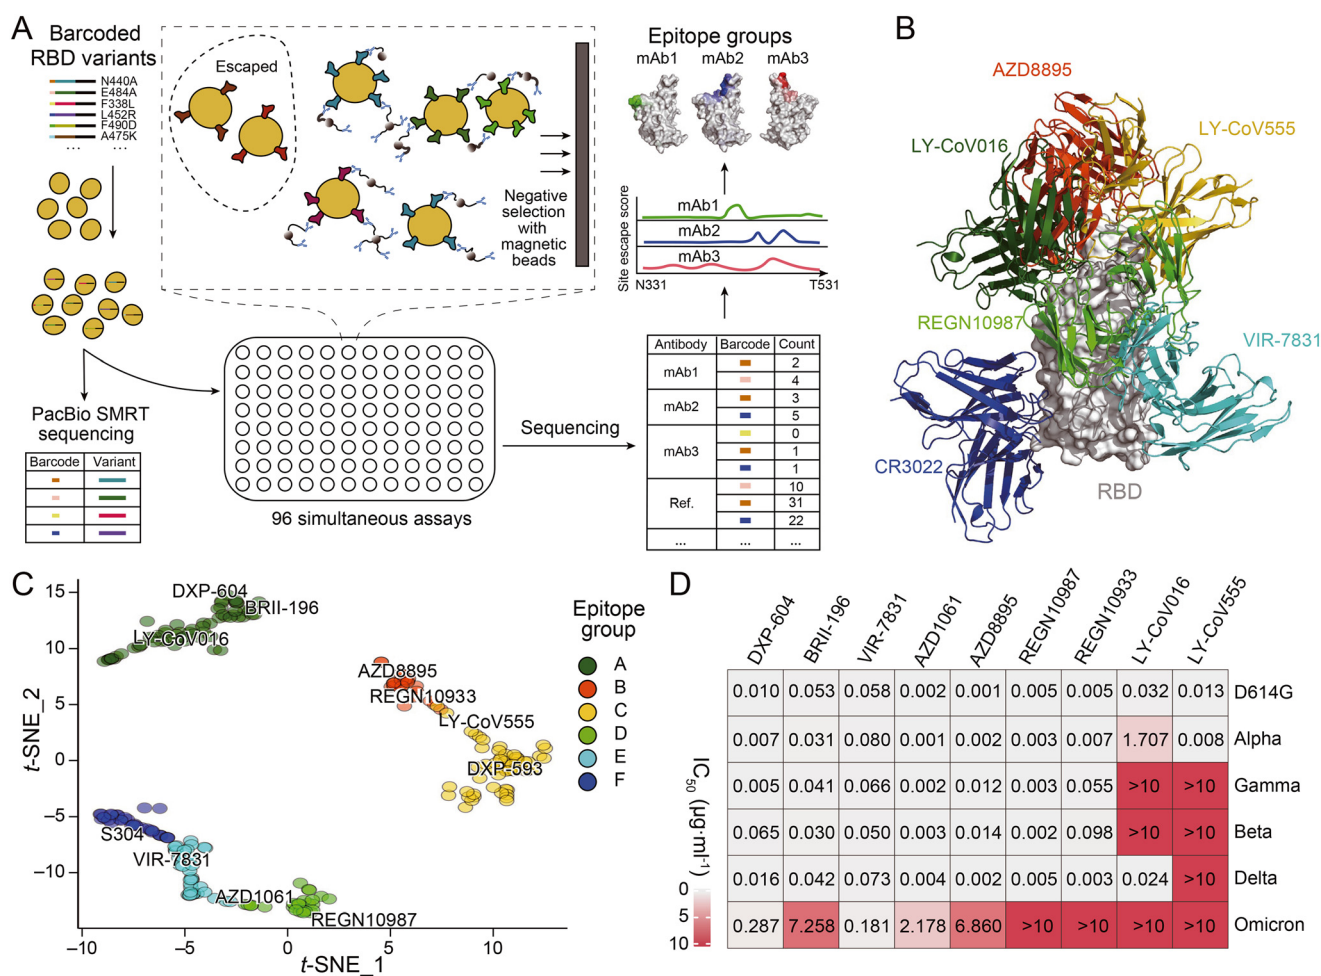 A
Barcoded
RBD variants
N440A
E484A
F338L
L452R
F490D
A475K
... ...
PacBio SMRT
sequencing
Barcode Variant
Escaped
Negative
selection
with
magnetic
beads
96 simultaneous assays
Sequencing
Epitope groups
mAb1 mAb2 mAb3
Site escape score
mAb1
mAb2
mAb3
N331 T531
Antibody Barcode Count
mAb1 2
4
mAb2 3
5
mAb3 0
1
1
Ref. 10
31
22
... ... ...
B
AZD8895
LY-CoV555
LY-CoV016
REGN10987
VIR-7831
CR3022
RBD
C
15
10
5
0
−5
−10
t-SNE_2
−10 −5 0 5 10
t-SNE_1
DXP-604
BRII-196
LY-CoV016
AZD8895
REGN10933
LY-CoV555
DXP-593
S304
VIR-7831
AZD1061
REGN10987
Epitope
group
A
B
C
D
E
F
D
DXP-604 BRII-196 VIR-7831 AZD1061 AZD8895 REGN10987 REGN10933 LY-CoV016 LY-CoV555
0.010 0.053 0.058 0.002 0.001 0.005 0.005 0.032 0.013 D614G
0.007 0.031 0.080 0.001 0.002 0.003 0.007 1.707 0.008 Alpha
0.005 0.041 0.066 0.002 0.012 0.003 0.055 >10 >10 Gamma
0.065 0.030 0.050 0.003 0.014 0.002 0.098 >10 >10 Beta
0.016 0.042 0.073 0.004 0.002 0.005 0.003 0.024 >10 Delta
0.287 7.258 0.181 2.178 6.860 >10 >10 >10 >10 Omicron
IC50 (µg·ml-1)
0
5
10